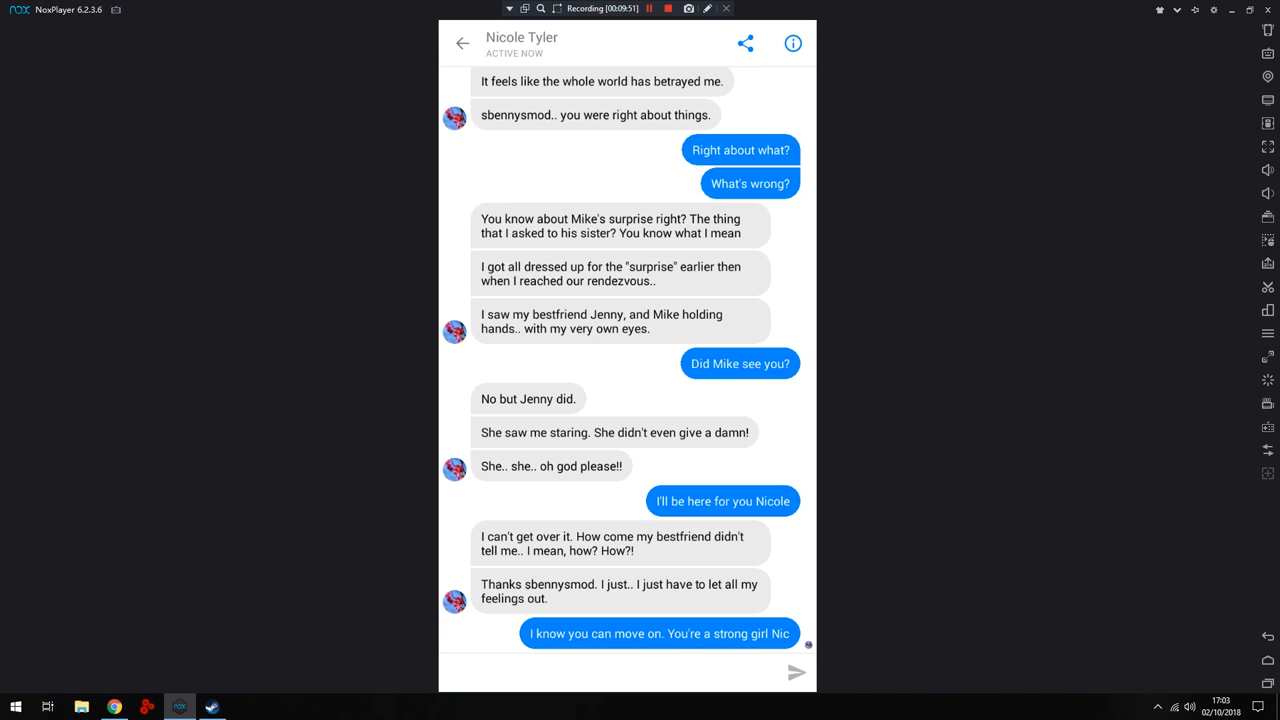 NoxPlayer 6.2.3.6
Recording [00:09:51]
Nicole Tyler
ACTIVE NOW
It feels like the whole world has betrayed me.
sbennysmod.. you were right about things.
Right about what?
What's wrong?
You know about Mike's surprise right? The thing
that I asked to his sister? You know what I mean
I got all dressed up for the "surprise" earlier then
when I reached our rendezvous..
I saw my bestfriend Jenny, and Mike holding
hands.. with my very own eyes.
Did Mike see you?
No but Jenny did.
She saw me staring. She didn't even give a damn!
She.. she.. oh god please!!
I'll be here for you Nicole
I can't get over it. How come my bestfriend didn't
tell me.. I mean, how? How?!
Thanks sbennysmod. I just.. I just have to let all my
feelings out.
I know you can move on. You're a strong girl Nic
17:03
02/10/2018